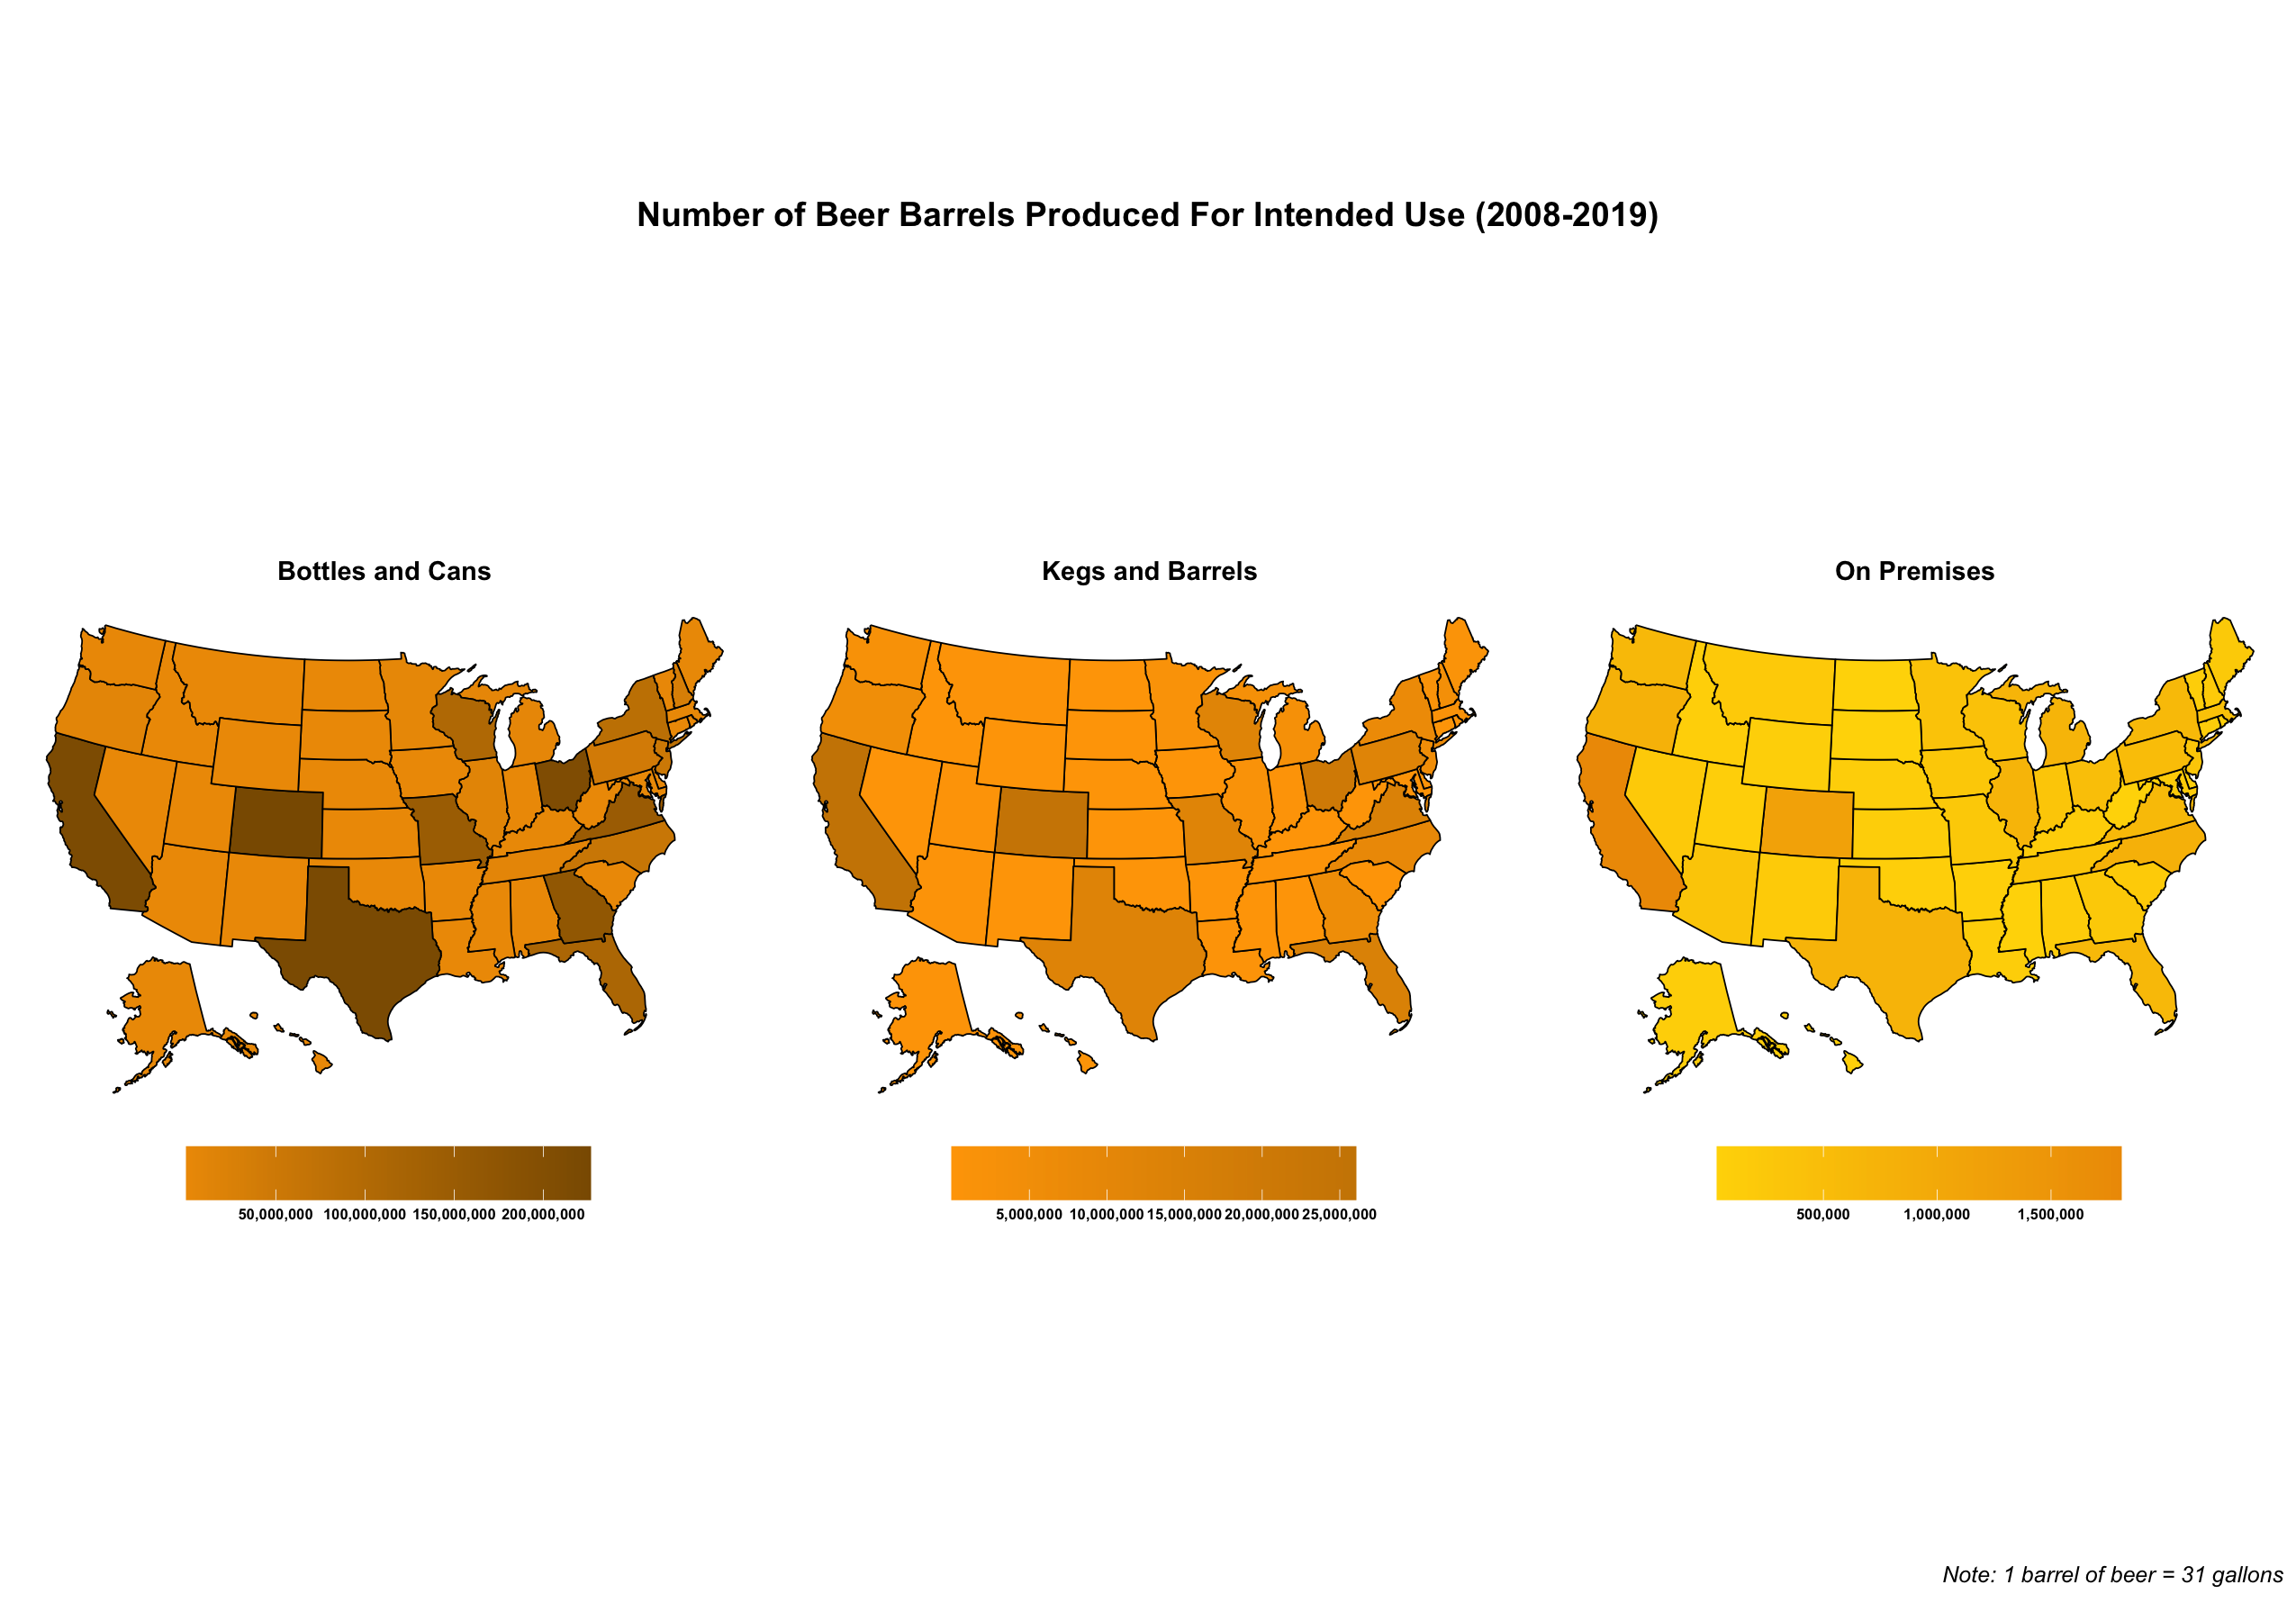 Number of Beer Barrels Produced For Intended Use (2008-2019)
Bottles and Cans
Kegs and Barrels
On Premises
50,000,000 100,000,000 150,000,000 200,000,000
5,000,000 10,000,000 15,000,000 20,000,000 25,000,000
500,000 1,000,000 1,500,000
Note: 1 barrel of beer = 31 gallons